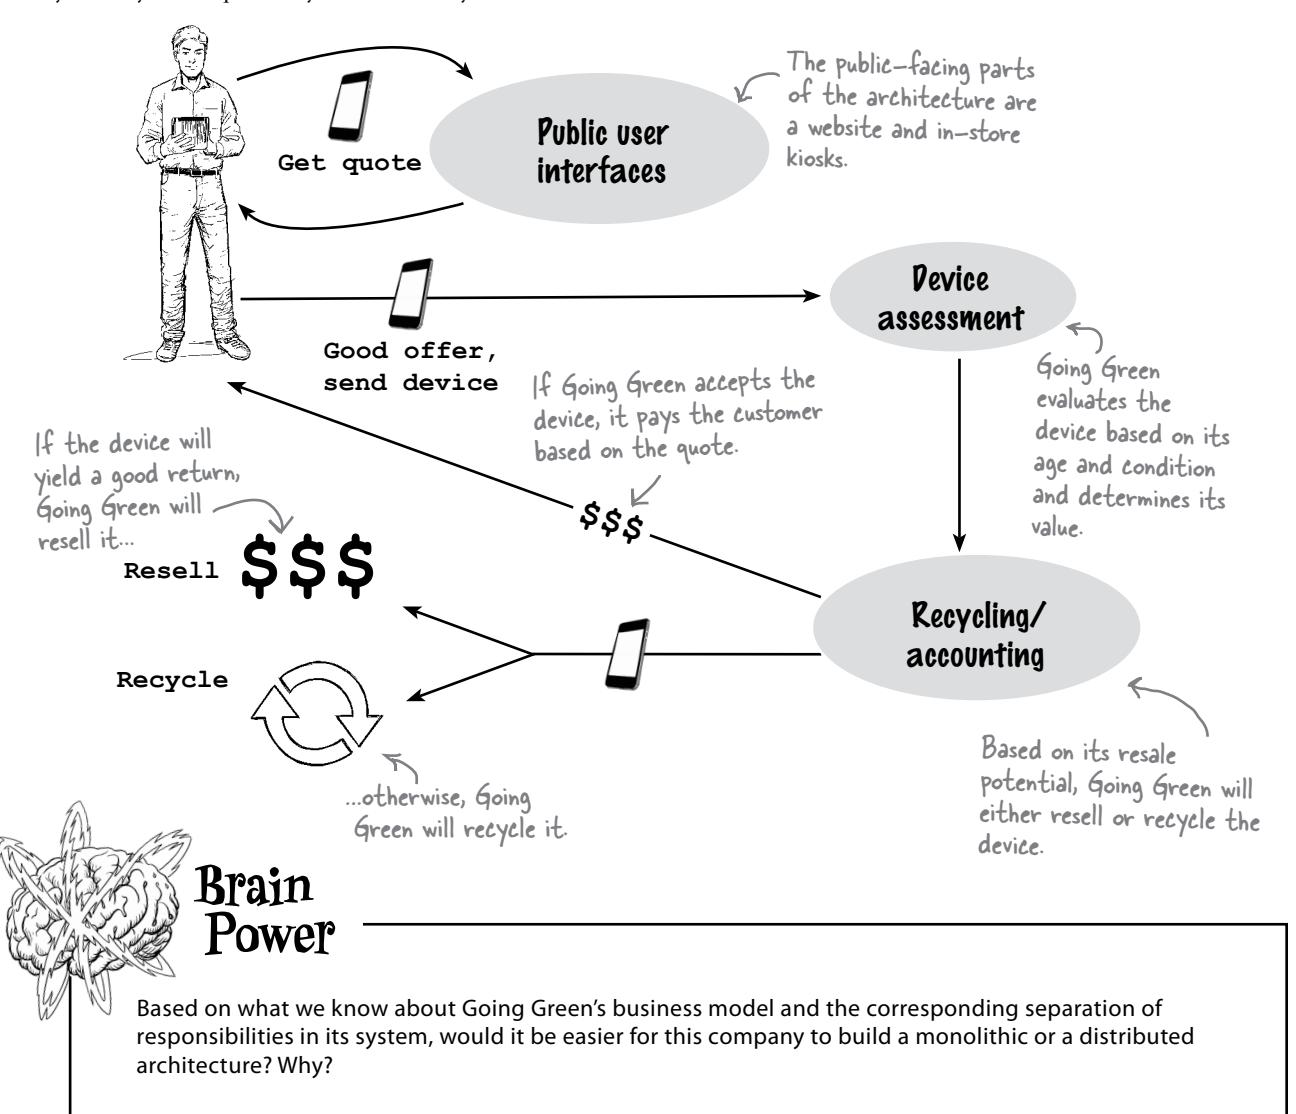 Get quote
Public user
interfaces
The public-facing parts
of the architecture are
a website and in-store
kiosks.
Device
assessment
Good offer,
send device
Going Green
evaluates the
device based on its
age and condition
and determines its
value.
If Going Green accepts the
device, it pays the customer
based on the quote.
$$$
If the device will
yield a good return,
Going Green will
resell it...
Resell $$$
Recycling/
accounting
Recycle
Based on its resale
potential, Going Green will
either resell or recycle the
device.
...otherwise, Going
Green will recycle it.
Brain
Power
Based on what we know about Going Green’s business model and the corresponding separation of
responsibilities in its system, would it be easier for this company to build a monolithic or a distributed
architecture? Why?